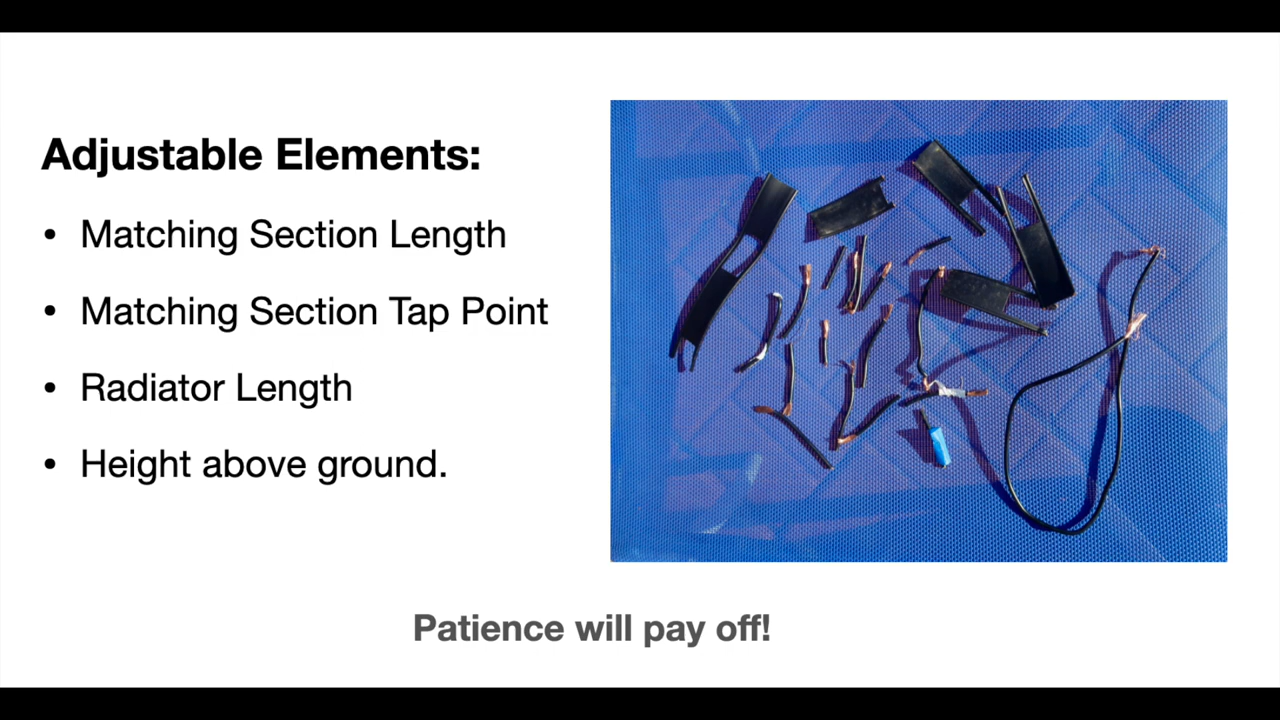 Adjustable Elements:
• Matching Section Length
• Matching Section Tap Point
• Radiator Length
• Height above ground.
Patience will pay off!